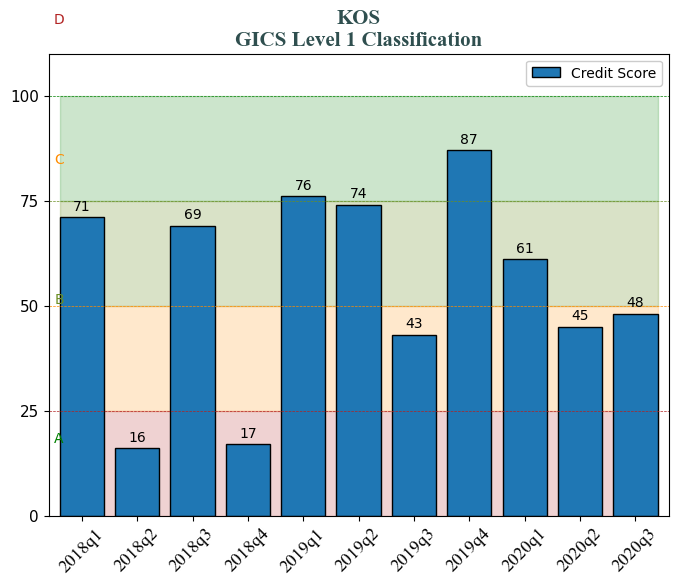 D
KOS
GICS Level 1 Classification
Credit Score
100
75
50
25
0
C
B
A
71
16
69
17
76
74
43
87
61
45
48
2018q1
2018q2
2018q3
2018q4
2019q1
2019q2
2019q3
2019q4
2020q1
2020q2
2020q3